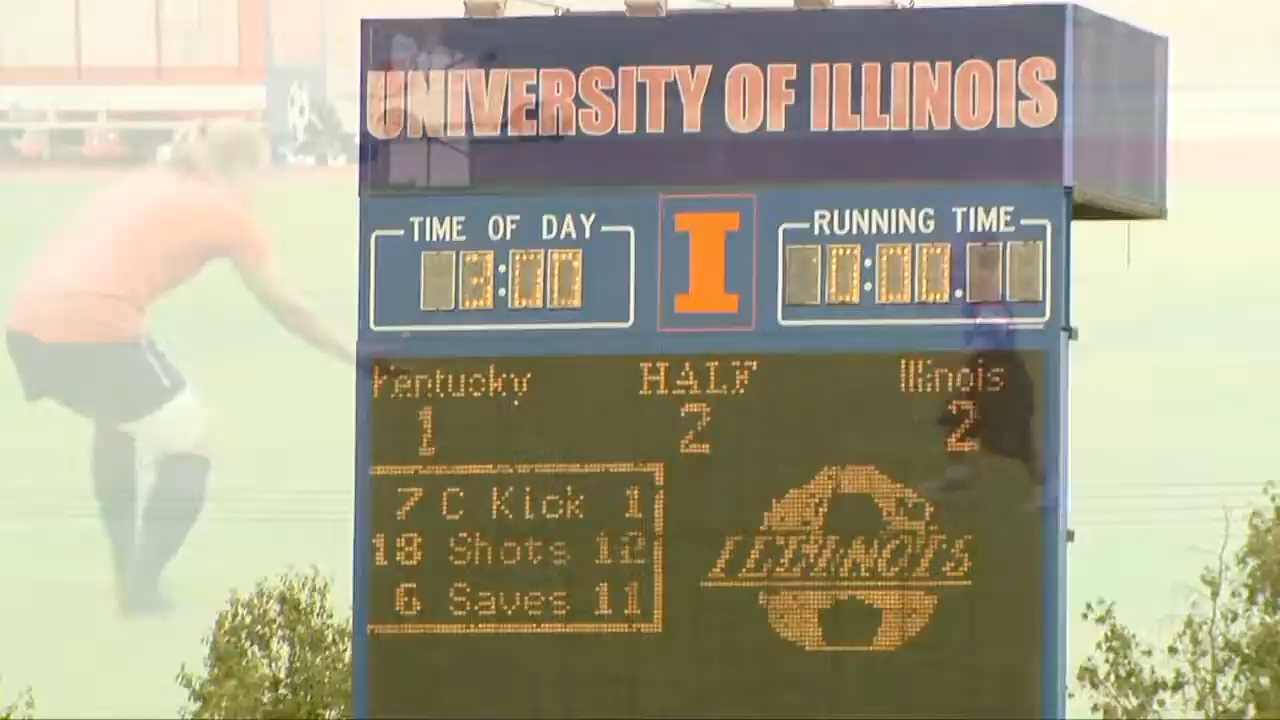 UNIVERSITY OF ILLINOIS
TIME OF DAY
3:00
I
RUNNING TIME
0:00.
Kentucky HALF Illinois
1 2 2
7 C Kick 1
18 Shots 12
6 Saves 11
ILLINOIS